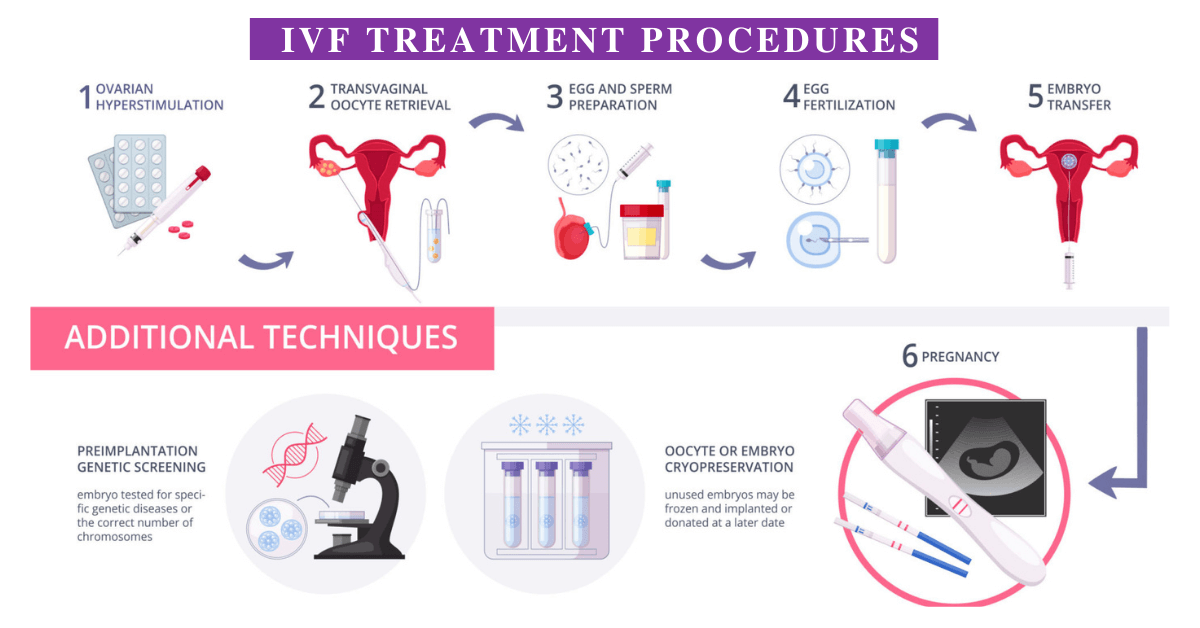 IVF TREATMENT PROCEDURES
1 OVARIAN
HYPERSTIMULATION
2 TRANSVAGINAL
OOCYTE RETRIEVAL
3 EGG AND SPERM
PREPARATION
4 EGG
FERTILIZATION
5 EMBRYO
TRANSFER
ADDITIONAL TECHNIQUES
6 PREGNANCY
PREIMPLANTATION
GENETIC SCREENING
embryo tested for speci-
fic genetic diseases or
the correct number of
chromosomes
OOCYTE OR EMBRYO
CRYOPRESERVATION
unused embryos may be
frozen and implanted or
donated at a later date